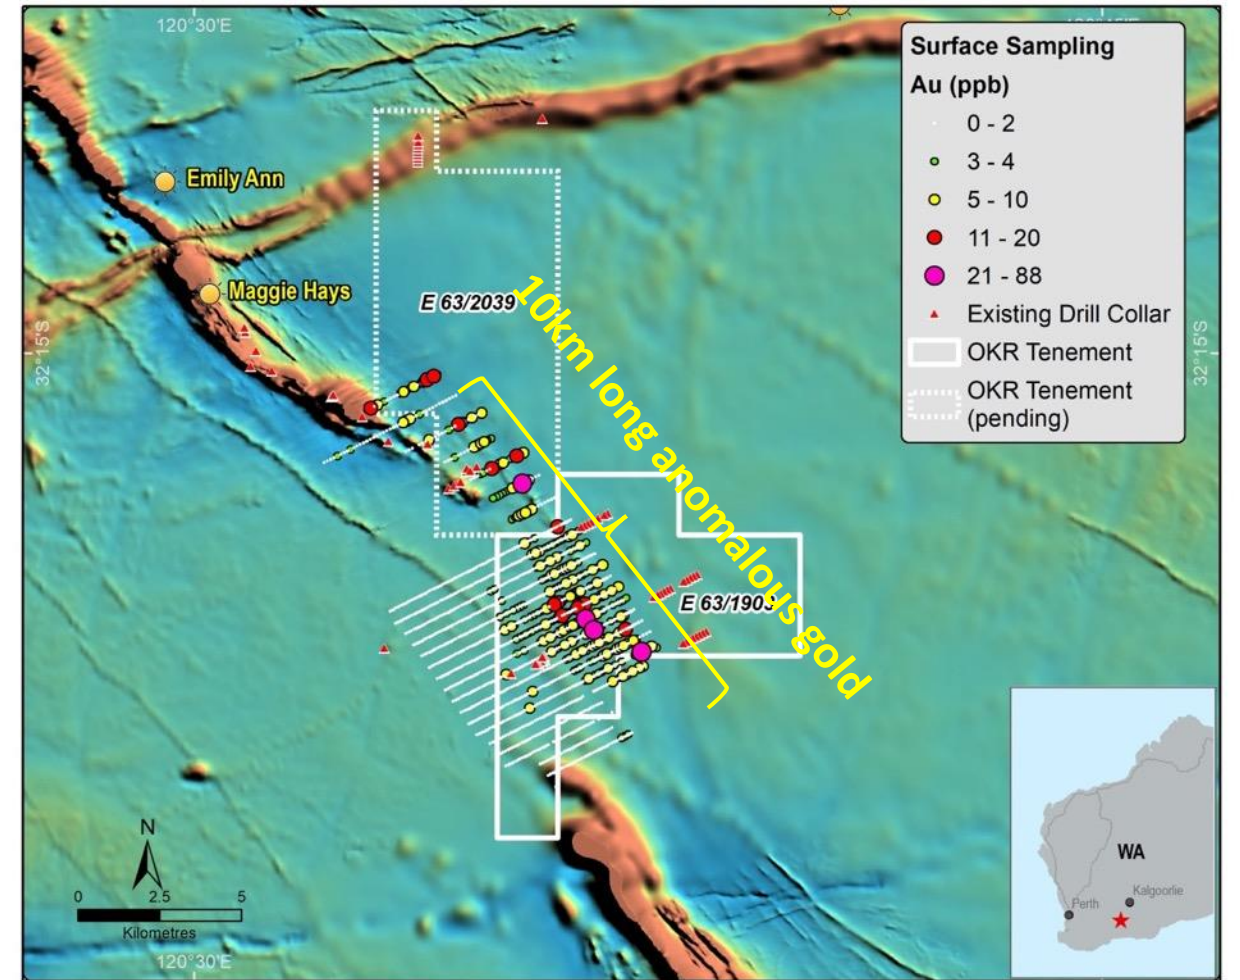 120°30'E
Surface Sampling
Au (ppb)
0 - 2
3 - 4
5 - 10
11 - 20
21 - 88
Existing Drill Collar
OKR Tenement
OKR Tenement
(pending)
Emily Ann
Maggie Hays
E 63/2039
10km long anomalous gold
32°15'S
32°15'S
E 63/1903
N
0 2.5 5
Kilometres
120°30'E
WA
Kalgoorlie
Perth